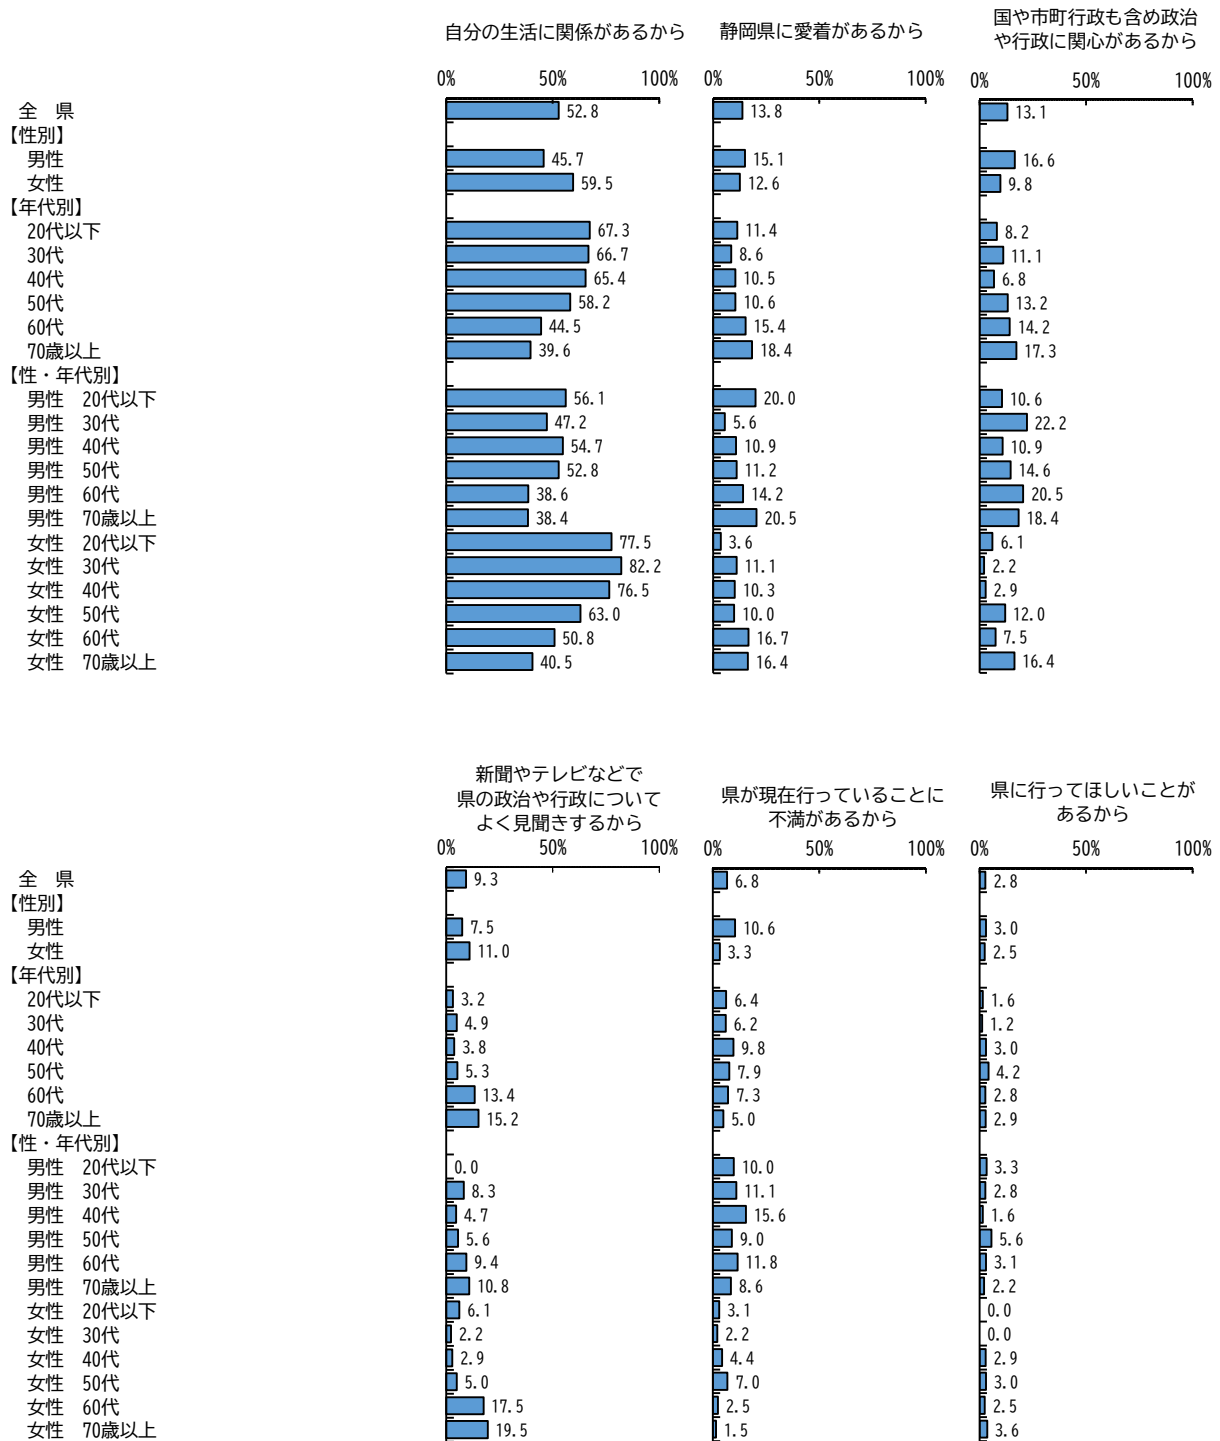 自分の生活に関係があるから 静岡県に愛着があるから 国や市町行政も含め政治
や行政に関心があるから
0% 50% 100% 0% 50% 100% 0% 50% 100%
全　県 52.8 13.8 13.1
【性別】
男性 45.7 15.1 16.6
女性 59.5 12.6 9.8
【年代別】
20代以下 67.3 11.4 8.2
30代 66.7 8.6 11.1
40代 65.4 10.5 6.8
50代 58.2 10.6 13.2
60代 44.5 15.4 14.2
70歳以上 39.6 18.4 17.3
【性・年代別】
男性　20代以下 56.1 20.0 10.6
男性　30代 47.2 5.6 22.2
男性　40代 54.7 10.9 10.9
男性　50代 52.8 11.2 14.6
男性　60代 38.6 14.2 20.5
男性　70歳以上 38.4 20.5 18.4
女性　20代以下 77.5 3.6 6.1
女性　30代 82.2 11.1 2.2
女性　40代 76.5 10.3 2.9
女性　50代 63.0 10.0 12.0
女性　60代 50.8 16.7 7.5
女性　70歳以上 40.5 16.4 16.4
新聞やテレビなどで
県の政治や行政について
よく見聞きするから
県が現在行っていることに
不満があるから
県に行ってほしいことが
あるから
0% 50% 100% 0% 50% 100% 0% 50% 100%
全　県 9.3 6.8 2.8
【性別】
男性 7.5 10.6 3.0
女性 11.0 3.3 2.5
【年代別】
20代以下 3.2 6.4 1.6
30代 4.9 6.2 1.2
40代 3.8 9.8 3.0
50代 5.3 7.9 4.2
60代 13.4 7.3 2.8
70歳以上 15.2 5.0 2.9
【性・年代別】
男性　20代以下 0.0 10.0 3.3
男性　30代 8.3 11.1 2.8
男性　40代 4.7 15.6 1.6
男性　50代 5.6 9.0 5.6
男性　60代 9.4 11.8 3.1
男性　70歳以上 10.8 8.6 2.2
女性　20代以下 6.1 3.1 0.0
女性　30代 2.2 2.2 0.0
女性　40代 2.9 4.4 2.9
女性　50代 5.0 7.0 3.0
女性　60代 17.5 2.5 2.5
女性　70歳以上 19.5 1.5 3.6